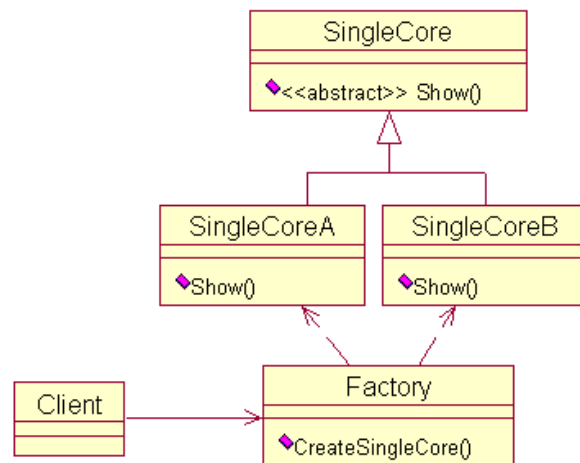 SingleCore
<<abstract>> Show()
SingleCoreA
Show()
SingleCoreB
Show()
Client
Factory
CreateSingleCore()